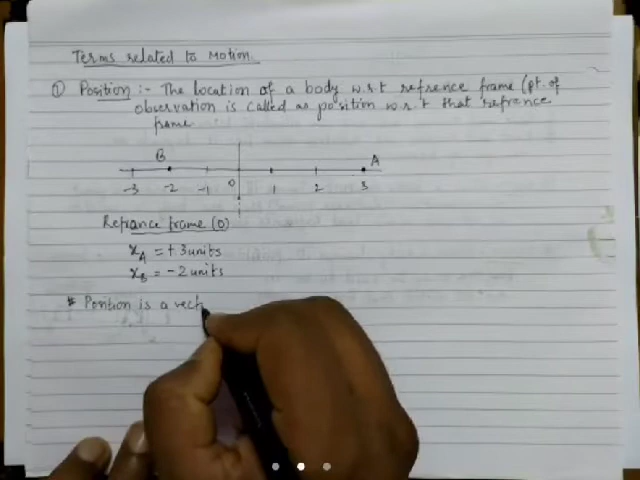 Terms related to Motion
① Position :- The location of a body w.r.t refrence frame (pt. of
observation is called as position w.r.t that refrence
frame
B A
-3 -2 -1 0 1 2 3
Refrance frame (0)
x_A = +3 units
x_B = -2 units
* Position is a vect